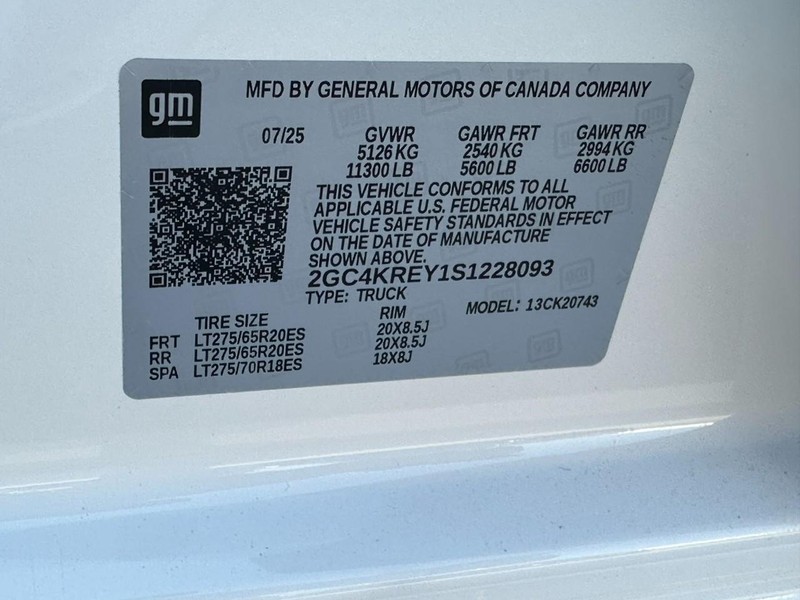 gm
MFD BY GENERAL MOTORS OF CANADA COMPANY
07/25 GVWR GAWR FRT GAWR RR
5126 KG 2540 KG 2994 KG
11300 LB 5600 LB 6600 LB
THIS VEHICLE CONFORMS TO ALL
APPLICABLE U.S. FEDERAL MOTOR
VEHICLE SAFETY STANDARDS IN EFFECT
ON THE DATE OF MANUFACTURE
SHOWN ABOVE.
2GC4KREY1S1228093
TYPE: TRUCK MODEL: 13CK20743
TIRE SIZE RIM
FRT LT275/65R20ES 20X8.5J
RR LT275/65R20ES 20X8.5J
SPA LT275/70R18ES 18X8J